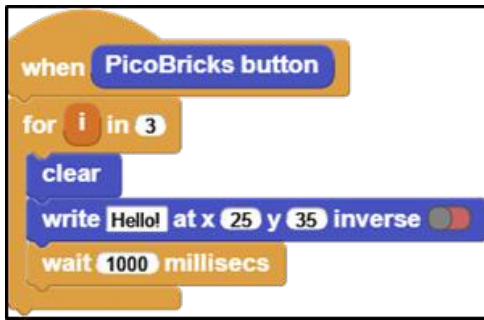 when PicoBricks button
for i in 3
clear
write Hello! at x 25 y 35 inverse
wait 1000 millisecs